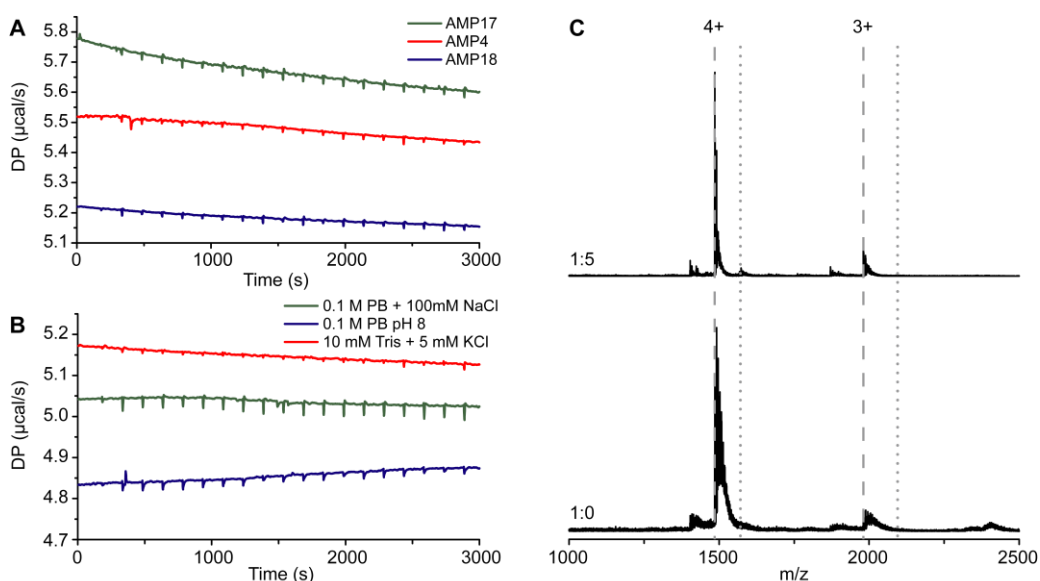 A
AMP17
AMP4
AMP18
5.8
5.7
5.6
5.5
5.4
5.3
5.2
5.1
DP (µcal/s)
0
1000
2000
3000
Time (s)
B
0.1 M PB + 100mM NaCl
0.1 M PB pH 8
10 mM Tris + 5 mM KCl
5.2
5.1
5.0
4.9
4.8
4.7
DP (µcal/s)
0
1000
2000
3000
Time (s)
C
4+
3+
1:5
1:0
1000
1500
2000
2500
m/z